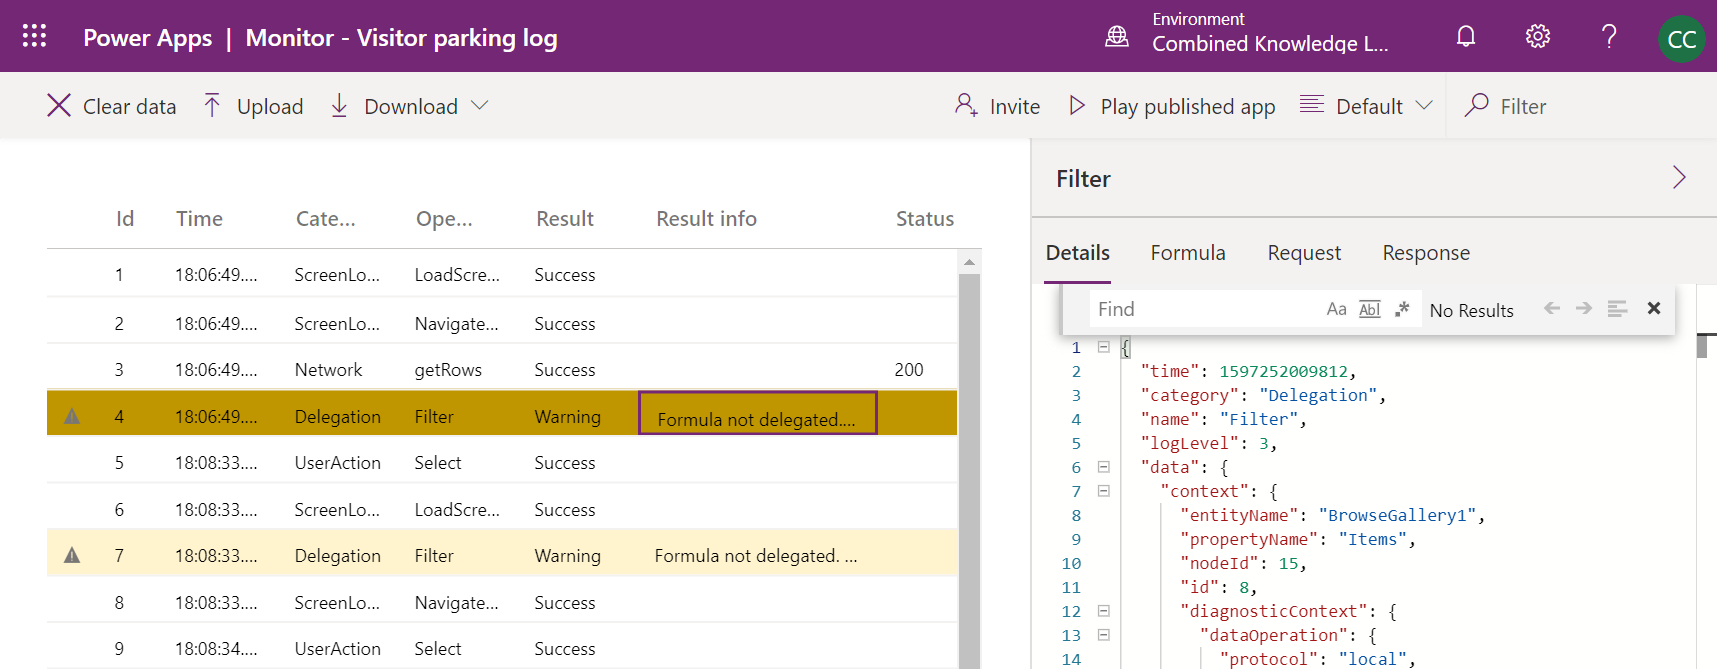 Power Apps | Monitor - Visitor parking log
Environment
Combined Knowledge L...
CC
Clear data Upload Download Invite Play published app Default Filter
Filter
Id Time Cate... Ope... Result Result info Status
1 18:06:49.... ScreenLo... LoadScre... Success
2 18:06:49.... ScreenLo... Navigate... Success
3 18:06:49.... Network getRows Success 200
4 18:06:49.... Delegation Filter Warning Formula not delegated....
5 18:08:33.... UserAction Select Success
6 18:08:33.... ScreenLo... LoadScre... Success
7 18:08:33.... Delegation Filter Warning Formula not delegated. ...
8 18:08:33.... ScreenLo... Navigate... Success
9 18:08:34.... UserAction Select Success
Details Formula Request Response
Find Aa Abl .* No Results
1 {
2 "time": 1597252009812,
3 "category": "Delegation",
4 "name": "Filter",
5 "logLevel": 3,
6 "data": {
7 "context": {
8 "entityName": "BrowseGallery1",
9 "propertyName": "Items",
10 "nodeId": 15,
11 "id": 8,
12 "diagnosticContext": {
13 "dataOperation": {
14 "protocol": "local",